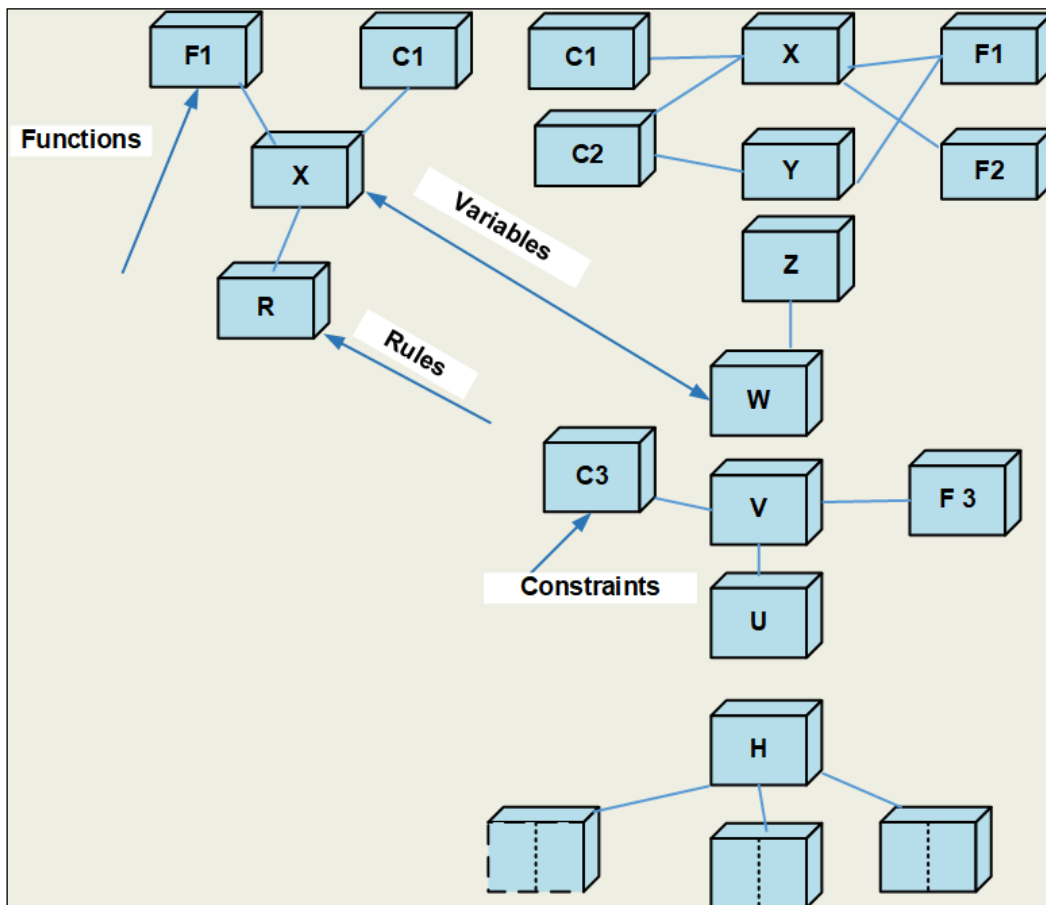 F1
C1
C1
X
F1
Functions
C2
Y
F2
X
Variables
Z
R
Rules
W
C3
V
F 3
Constraints
U
H